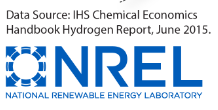 Data Source: IHS Chemical Economics
Handbook Hydrogen Report, June 2015.
NREL
NATIONAL RENEWABLE ENERGY LABORATORY